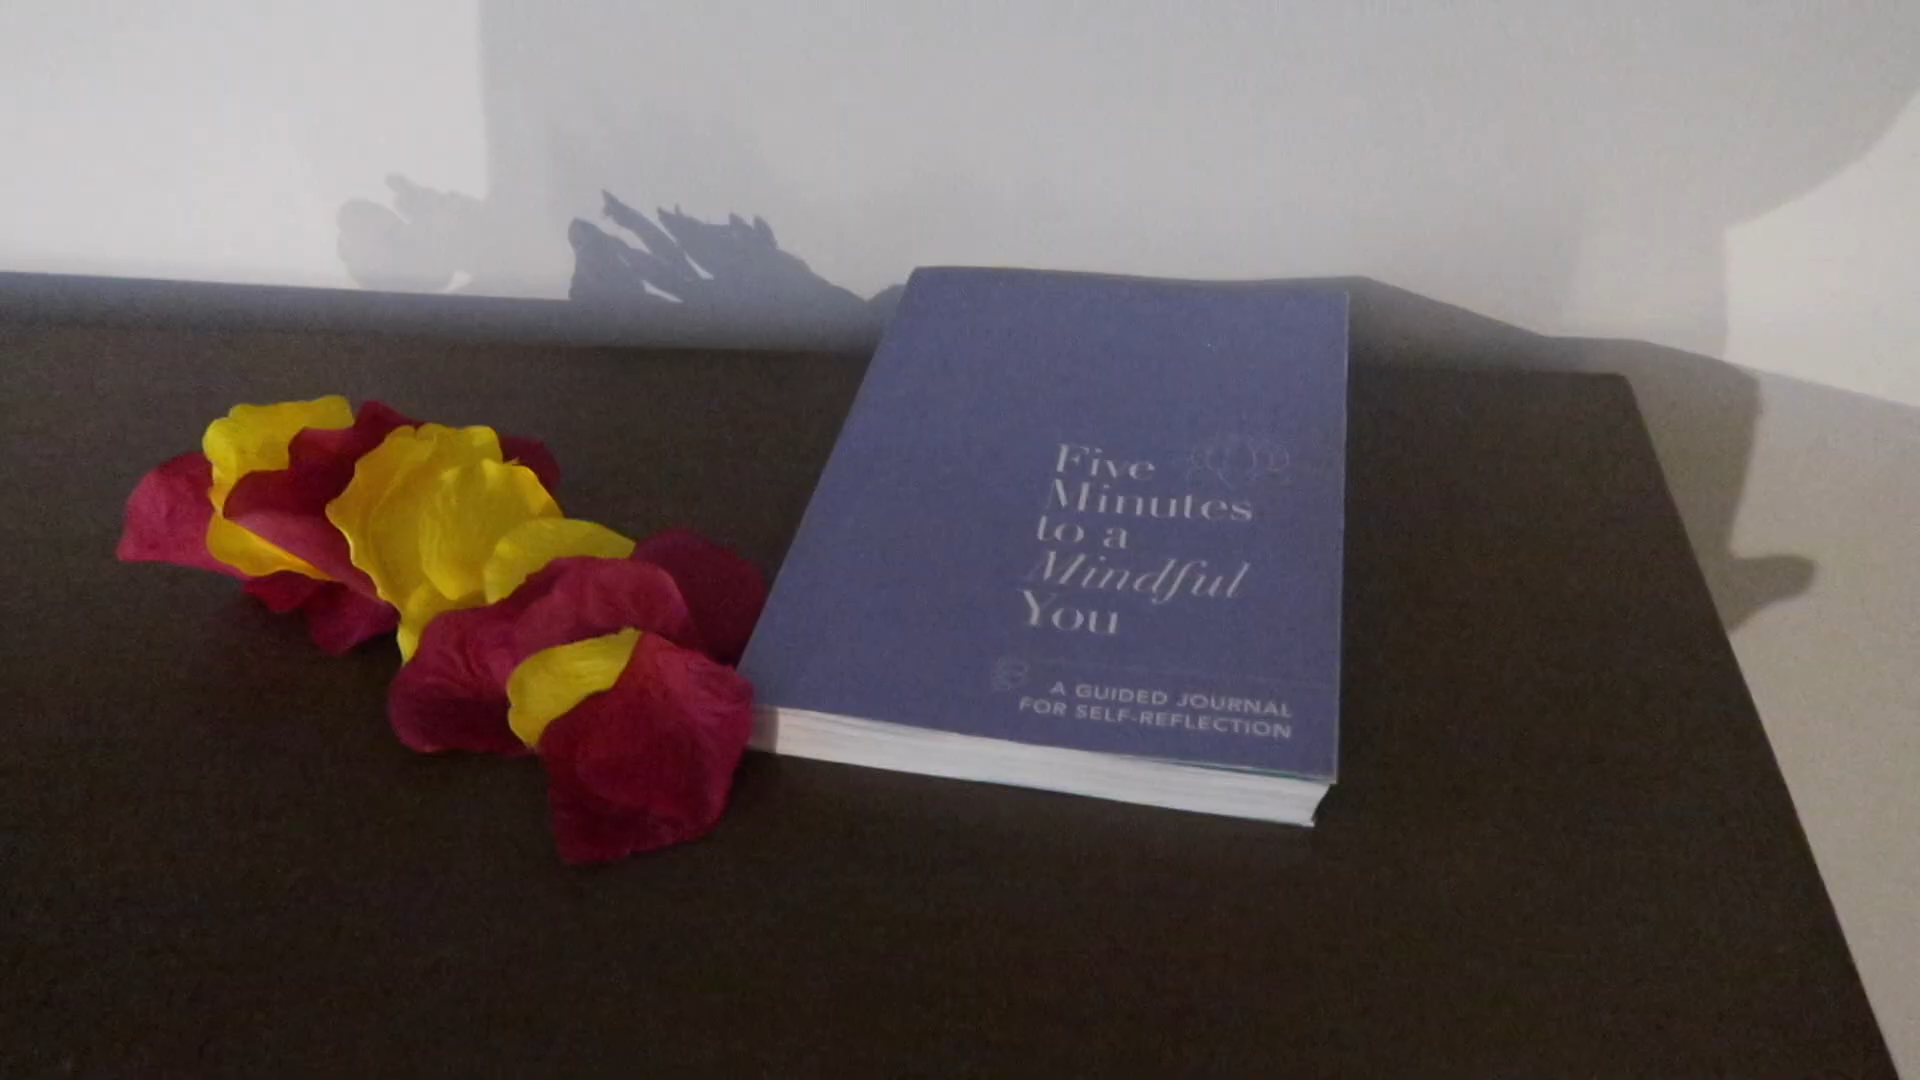 Five
Minutes
to a
Mindful
You
A GUIDED JOURNAL
FOR SELF-REFLECTION